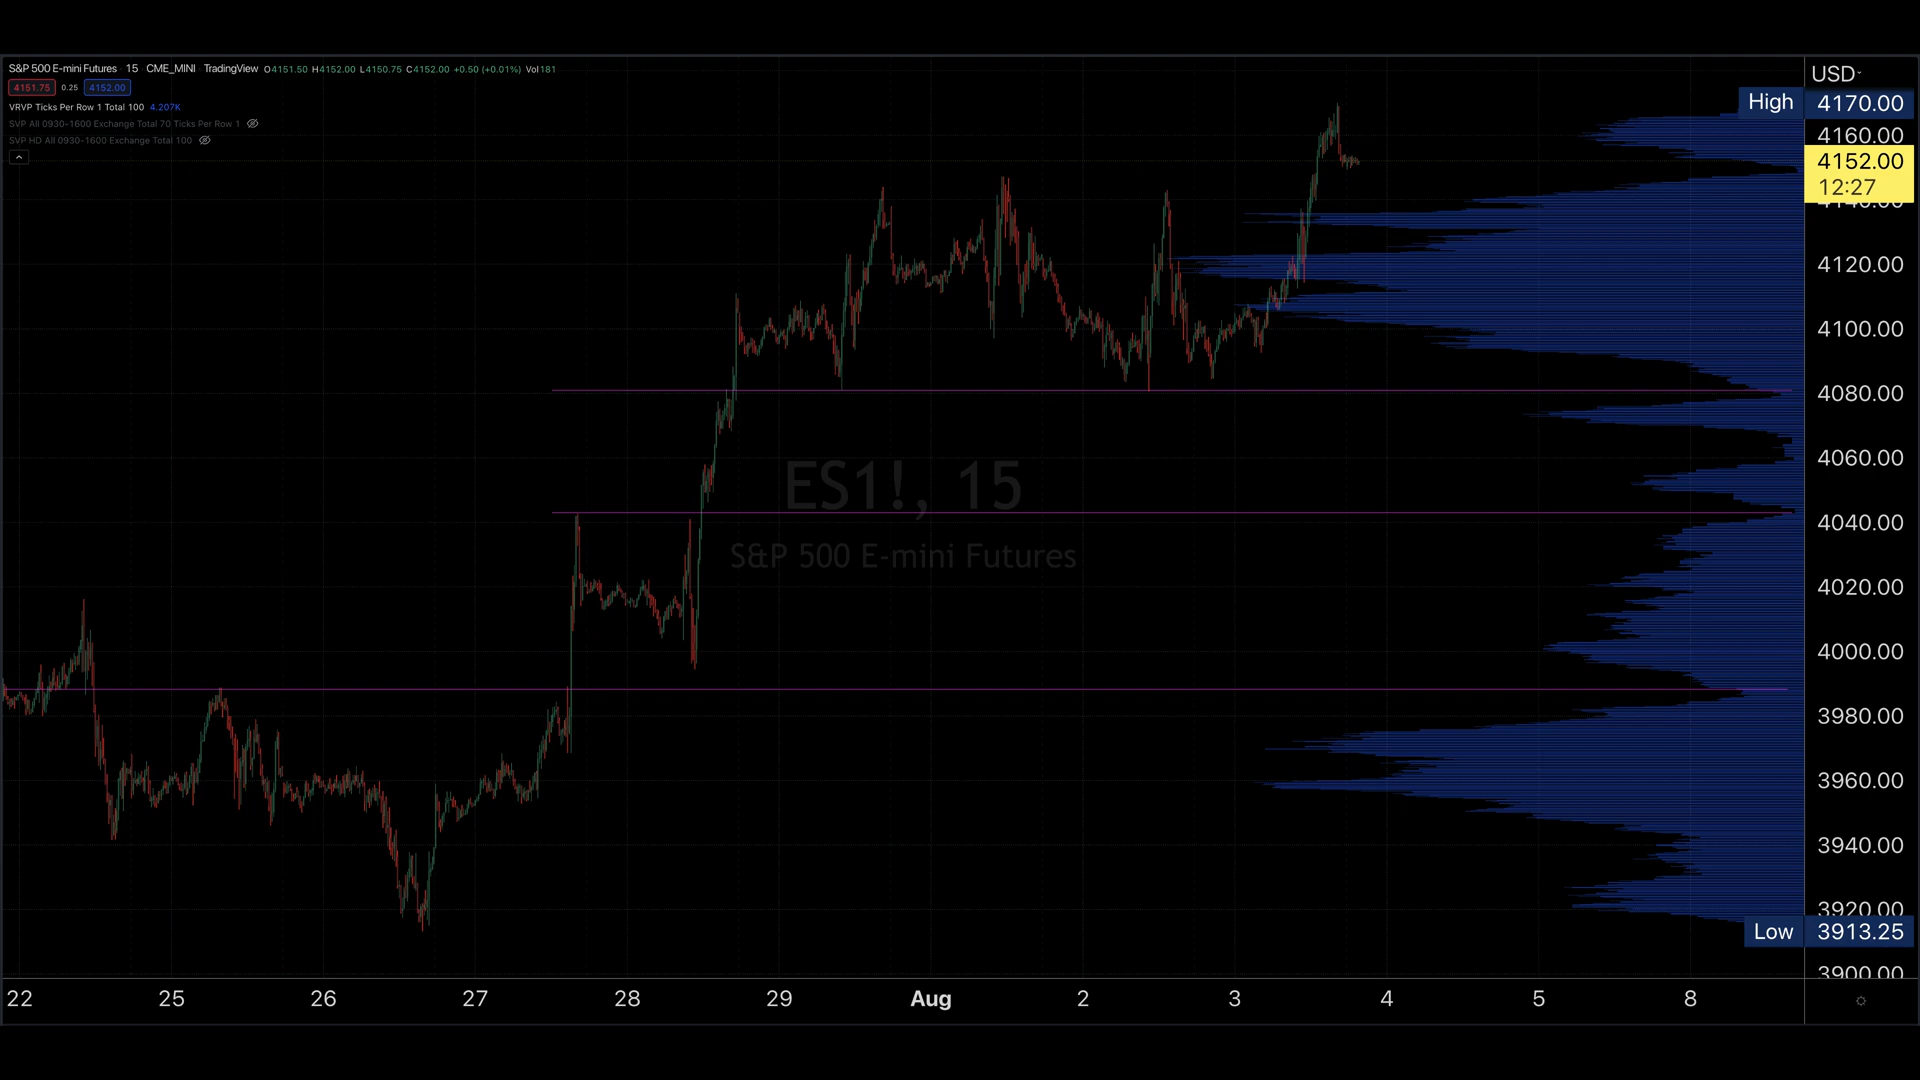 S&P 500 E-mini Futures 15 CME_MINI TradingView O4151.50 H4152.00 L4150.75 C4152.00 +0.50 (+0.01%) Vol181
4151.75 0.25 4152.00
VRVP Ticks Per Row 1 Total 100 4.207K
SVP All 0930-1600 Exchange Total 70 Ticks Per Row 1
SVP HD All 0930-1600 Exchange Total 100
USD
High 4170.00
4160.00
4152.00
12:27
4140.00
4120.00
4100.00
4080.00
4060.00
ES1!, 15
4040.00
S&P 500 E-mini Futures
4020.00
4000.00
3980.00
3960.00
3940.00
3920.00
Low 3913.25
3900.00
22 25 26 27 28 29 Aug 2 3 4 5 8